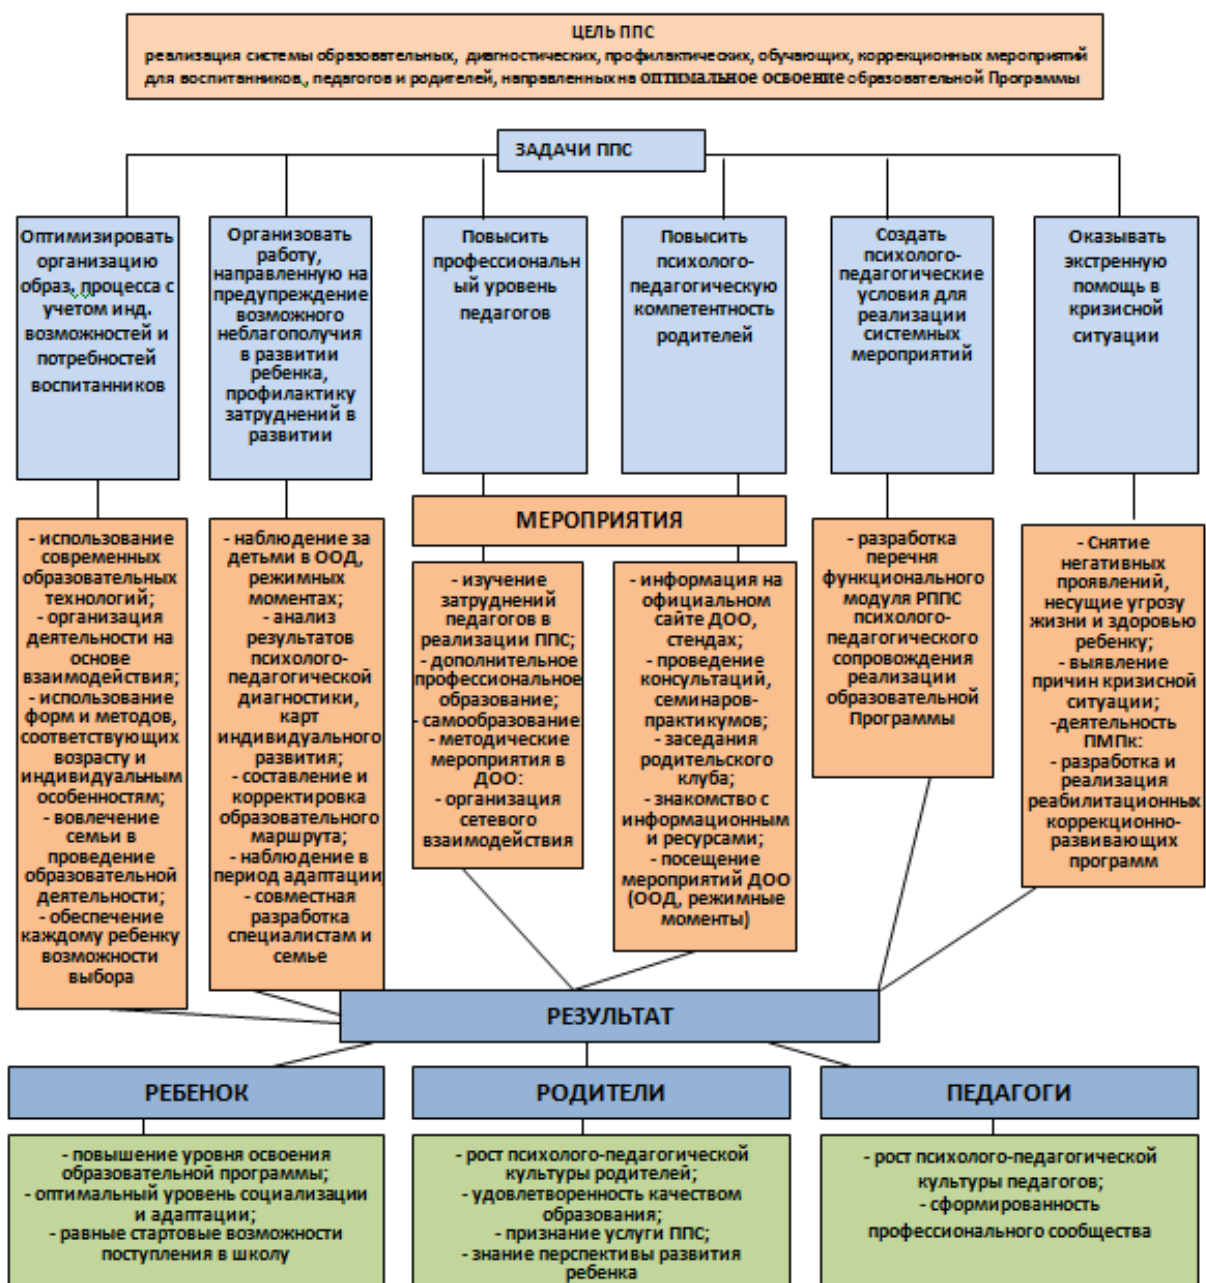 ЦЕЛЬ ППС
реализация системы образовательных, диагностических, профилактических, обучающих, коррекционных мероприятий
для воспитанников, педагогов и родителей, направленных на оптимальное освоение образовательной Программы
ЗАДАЧИ ППС
Оптимизировать
организацию
образ. процесса с
учетом инд.
возможностей и
потребностей
воспитанников
Организовать
работу,
направленную на
предупреждение
возможного
неблагополучия
в развитии
ребенка,
профилактику
затруднений в
развитии
Повысить
профессиональн
ый уровень
педагогов
Повысить
психолого-
педагогическую
компетентность
родителей
Создать
психолого-
педагогические
условия для
реализации
системных
мероприятий
Оказывать
экстренную
помощь в
кризисной
ситуации
МЕРОПРИЯТИЯ
- использование
современных
образовательных
технологий;
- организация
деятельности на
основе
взаимодействия;
- использование
форм и методов,
соответствующих
возрасту и
индивидуальным
особенностям;
- вовлечение
семьи в
проведение
образовательной
деятельности;
- обеспечение
каждому ребенку
возможности
выбора
- наблюдение за
детьми в ООД,
режимных
моментах;
- анализ
результатов
психолого-
педагогической
диагностики,
карт
индивидуального
развития;
- составление и
корректировка
образовательного
маршрута;
- наблюдение в
период адаптации,
- совместная
разработка
специалистам и
семье
- изучение
затруднений
педагогов в
реализации ППС;
- дополнительное
профессиональное
образование;
- самообразование
- методические
мероприятия в
ДОО:
- организация
сетевого
взаимодействия
- информация на
официальном
сайте ДОО,
стендах;
- проведение
консультаций,
семинаров-
практикумов;
- заседания
родительского
клуба;
- знакомство с
информационным
и ресурсами;
- посещение
мероприятий ДОО
(ООД, режимные
моменты)
- разработка
перечня
функционального
модуля РППС
психолого-
педагогического
сопровождения
реализации
образовательной
Программы
- Снятие
негативных
проявлений,
несущие угрозу
жизни и здоровью
ребенку;
- выявление
причин кризисной
ситуации;
-деятельность
ПМПк:
- разработка и
реализация
реабилитационных
коррекционно-
развивающих
программ
РЕЗУЛЬТАТ
РЕБЕНОК
РОДИТЕЛИ
ПЕДАГОГИ
- повышение уровня освоения
образовательной программы;
- оптимальный уровень социализации
и адаптации;
- равные стартовые возможности
поступления в школу
- рост психолого-педагогической
культуры родителей;
- удовлетворенность качеством
образования;
- признание услуги ППС;
- знание перспективы развития
ребенка
- рост психолого-педагогической
культуры педагогов;
- сформированность
профессионального сообщества